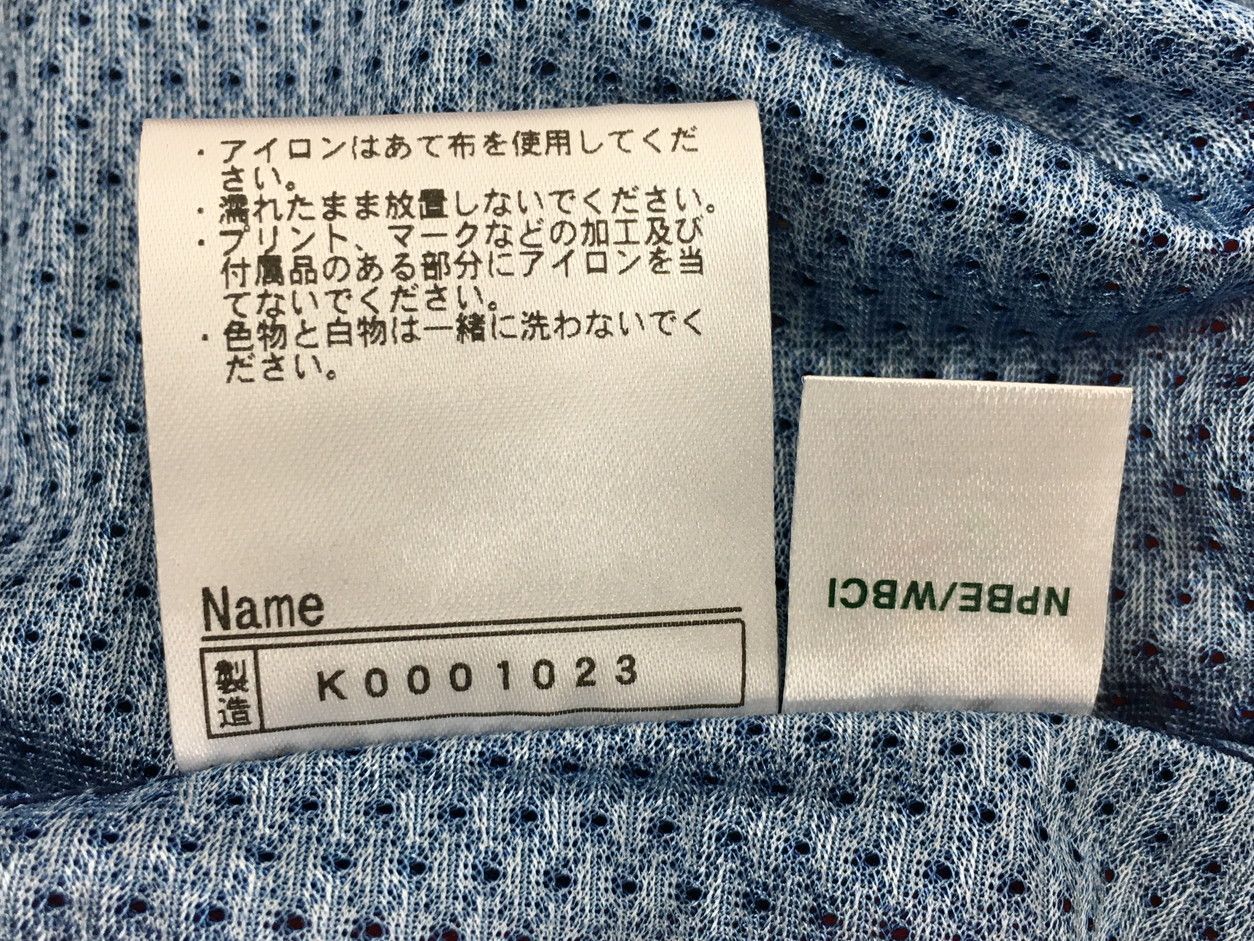 ・アイロンはあて布を使用してくだ
さい。
・濡れたまま放置しないでください。
・プリント、マークなどの加工及び
付属品のある部分にアイロンを当
てないでください。
・色物と白物は一緒に洗わないでく
ださい。
Name
製造 K0001023
NPBE/WBCI